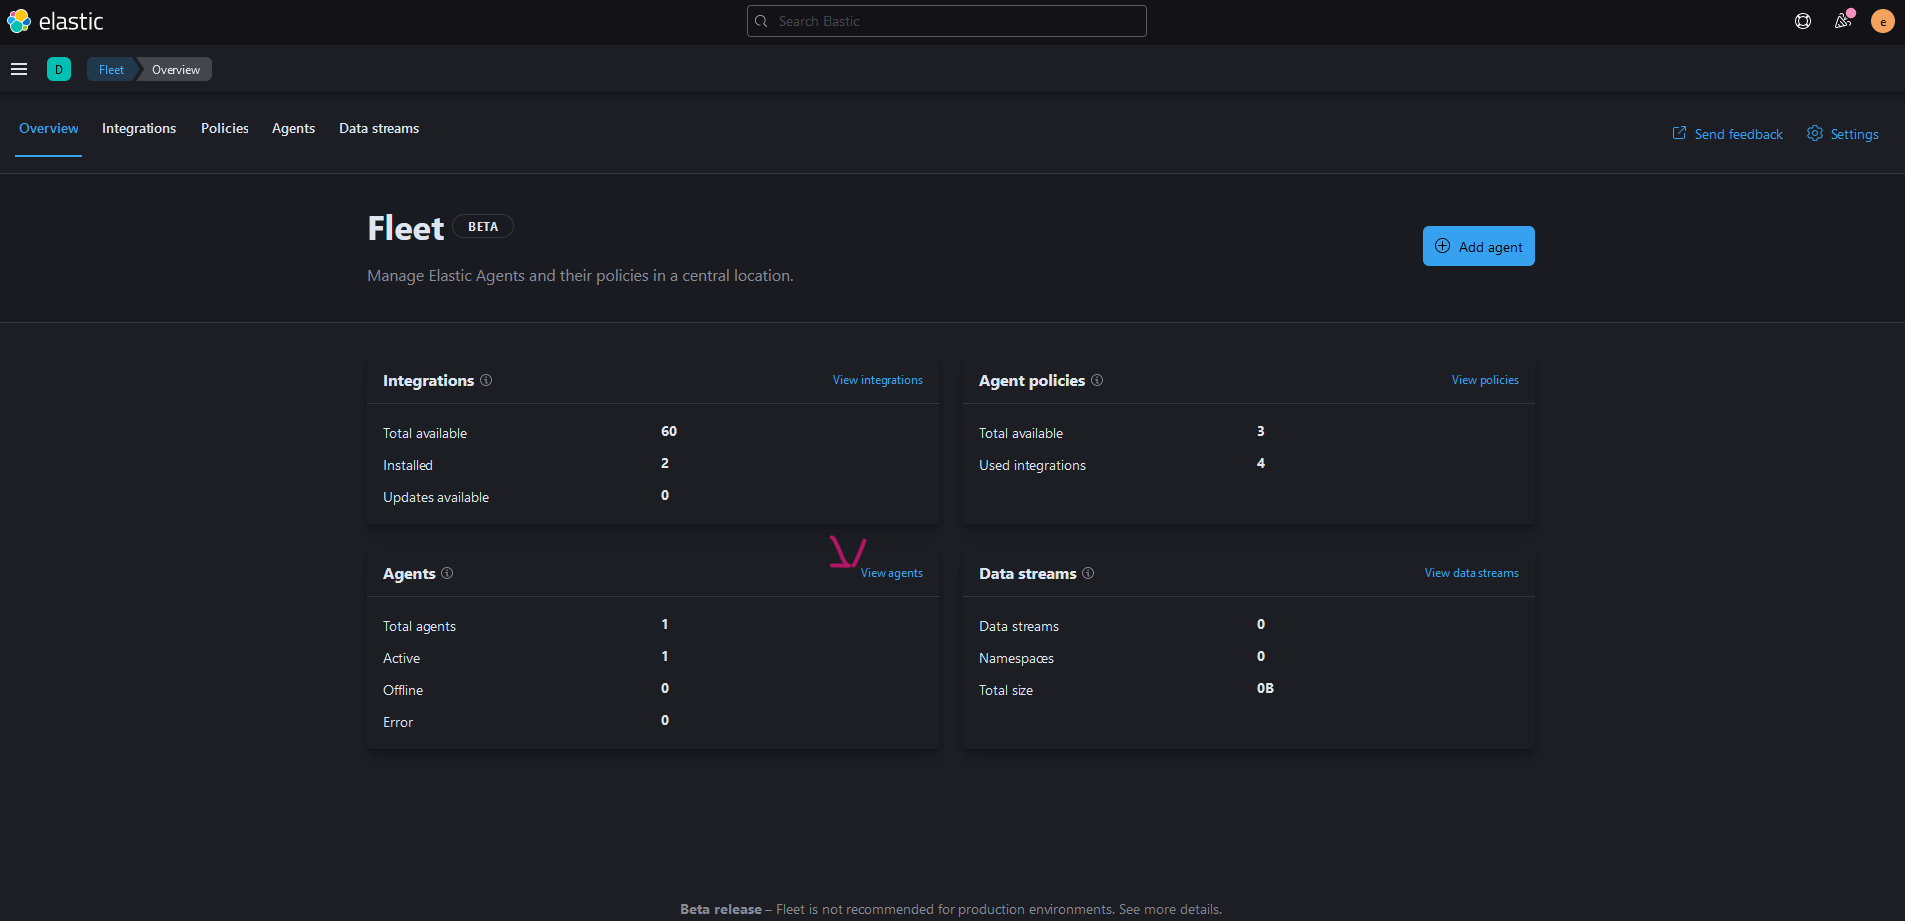 elastic
Search Elastic
e
D
Fleet
Overview
Overview Integrations Policies Agents Data streams
Send feedback
Settings
Fleet
BETA
Add agent
Manage Elastic Agents and their policies in a central location.
Integrations
View integrations
Total available 60
Installed 2
Updates available 0
Agent policies
View policies
Total available 3
Used integrations 4
Agents
View agents
Total agents 1
Active 1
Offline 0
Error 0
Data streams
View data streams
Data streams 0
Namespaces 0
Total size 0B
Beta release – Fleet is not recommended for production environments. See more details.